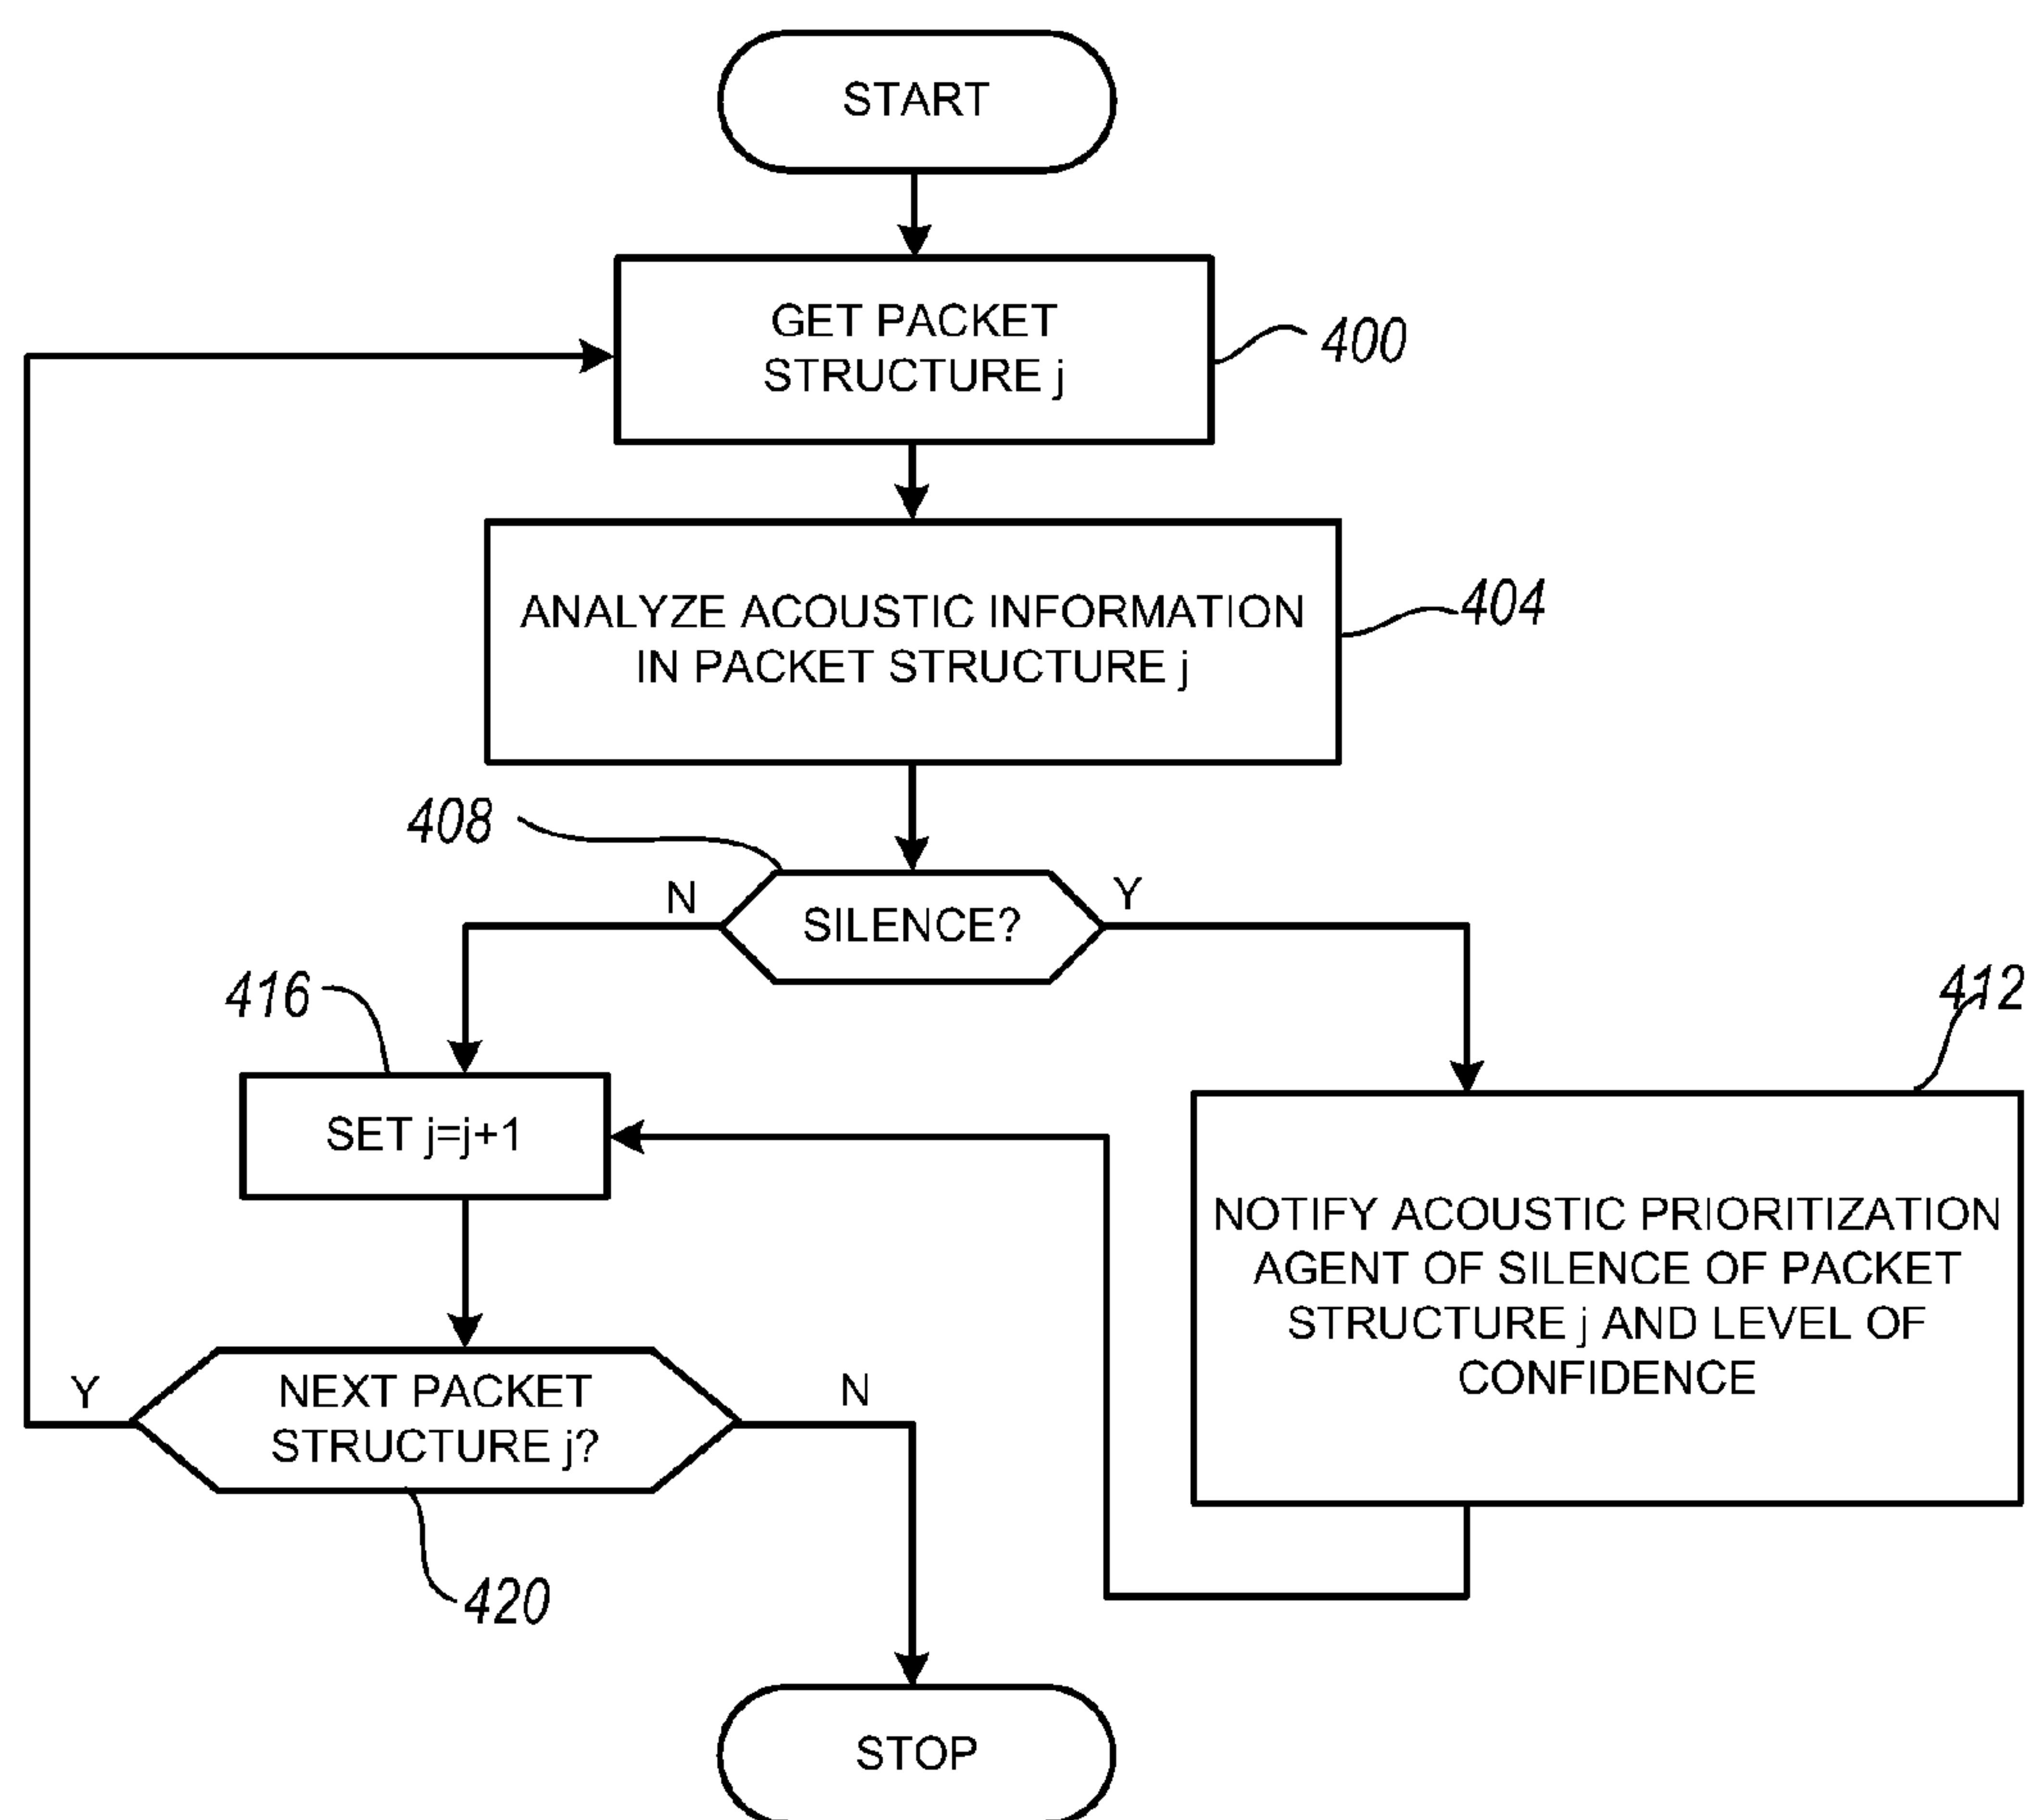 START
GET PACKET
STRUCTURE j
400
ANALYZE ACOUSTIC INFORMATION
IN PACKET STRUCTURE j
404
408
N
SILENCE?
Y
416
412
SET j=j+1
NOTIFY ACOUSTIC PRIORITIZATION
AGENT OF SILENCE OF PACKET
STRUCTURE j AND LEVEL OF
CONFIDENCE
Y
NEXT PACKET
STRUCTURE j?
N
420
STOP